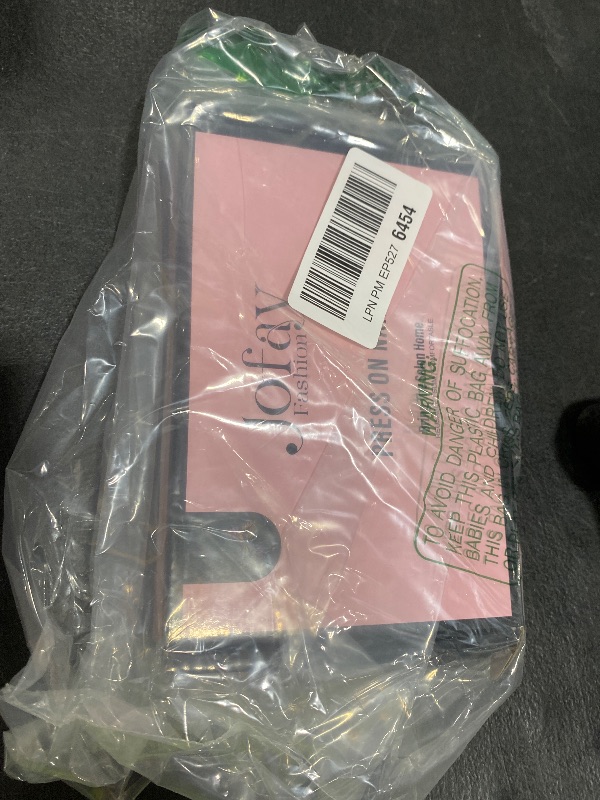 Jofay
Fashion
PRESS ON
LPN PM EP527 6454
WARNING:
TO AVOID DANGER OF SUFFOCATION,
KEEP THIS PLASTIC BAG AWAY FROM
BABIES AND CHILDREN
THIS BAG